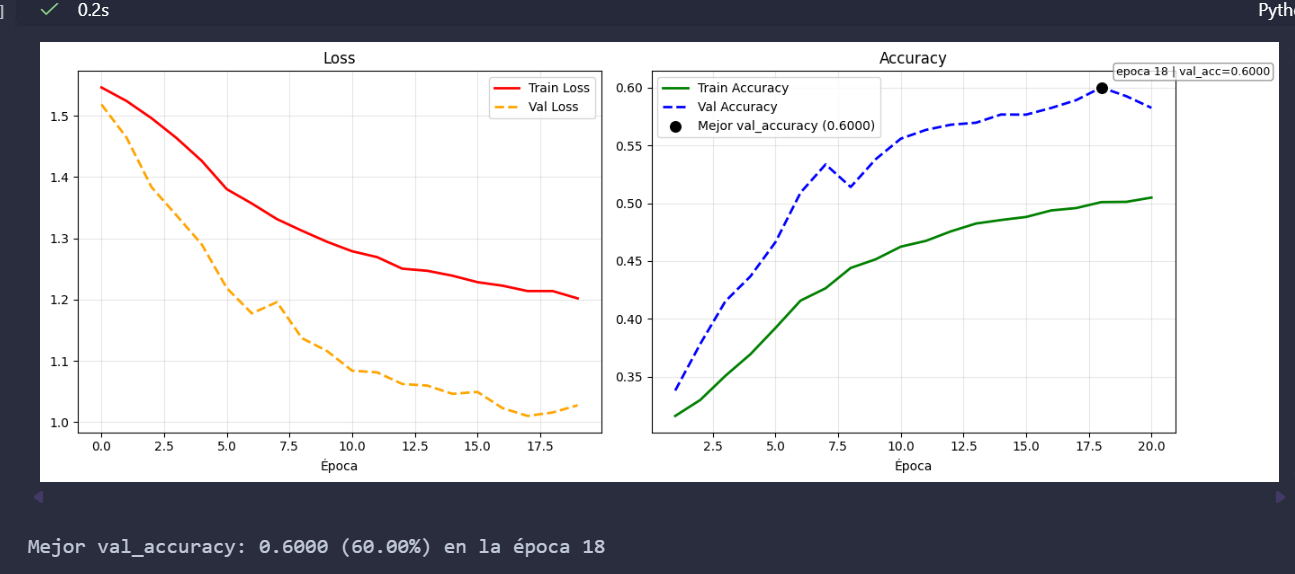 ] ✓ 0.2s
Loss
Train Loss
Val Loss
1.5
1.4
1.3
1.2
1.1
1.0
0.0 2.5 5.0 7.5 10.0 12.5 15.0 17.5
Época
Accuracy
epoca 18 | val_acc=0.6000
Train Accuracy
Val Accuracy
Mejor val_accuracy (0.6000)
0.60
0.55
0.50
0.45
0.40
0.35
2.5 5.0 7.5 10.0 12.5 15.0 17.5 20.0
Época
Mejor val_accuracy: 0.6000 (60.00%) en la época 18